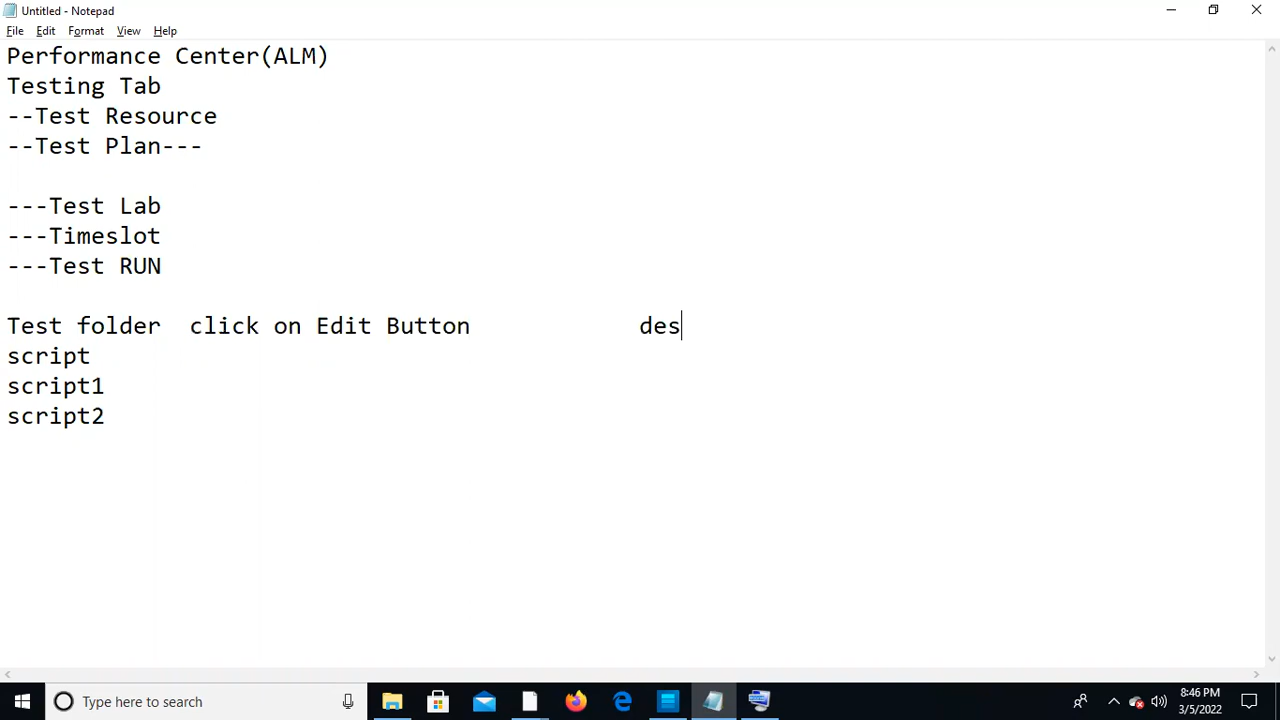 Untitled - Notepad
File Edit Format View Help
Performance Center(ALM)
Testing Tab
--Test Resource
--Test Plan---
---Test Lab
---Timeslot
---Test RUN
Test folder  click on Edit Button            des
script
script1
script2
Type here to search
8:46 PM
3/5/2022